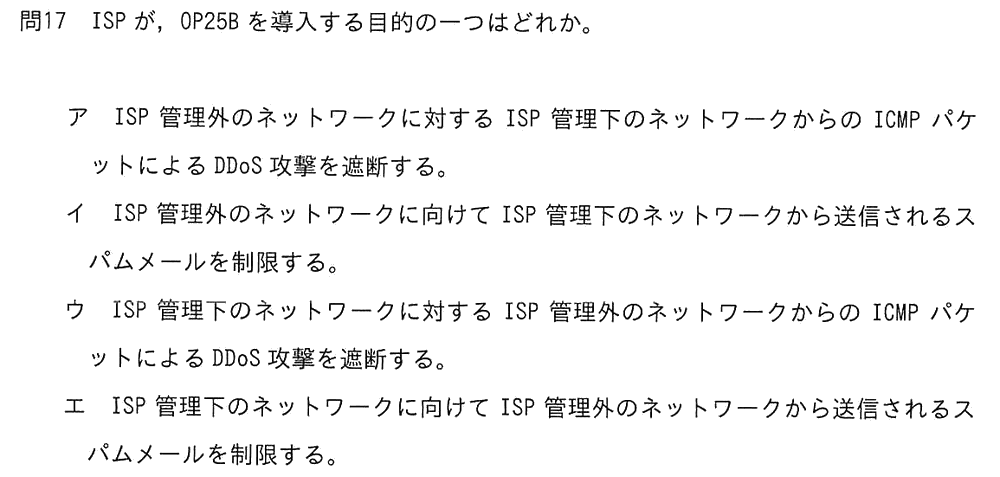 問17 ISP が，OP25B を導入する目的の一つはどれか。
ア ISP 管理外のネットワークに対する ISP 管理下のネットワークからの ICMP パケ
ットによる DDoS 攻撃を遮断する。
イ ISP 管理外のネットワークに向けて ISP 管理下のネットワークから送信されるス
パムメールを制限する。
ウ ISP 管理下のネットワークに対する ISP 管理外のネットワークからの ICMP パケ
ットによる DDoS 攻撃を遮断する。
エ ISP 管理下のネットワークに向けて ISP 管理外のネットワークから送信されるス
パムメールを制限する。